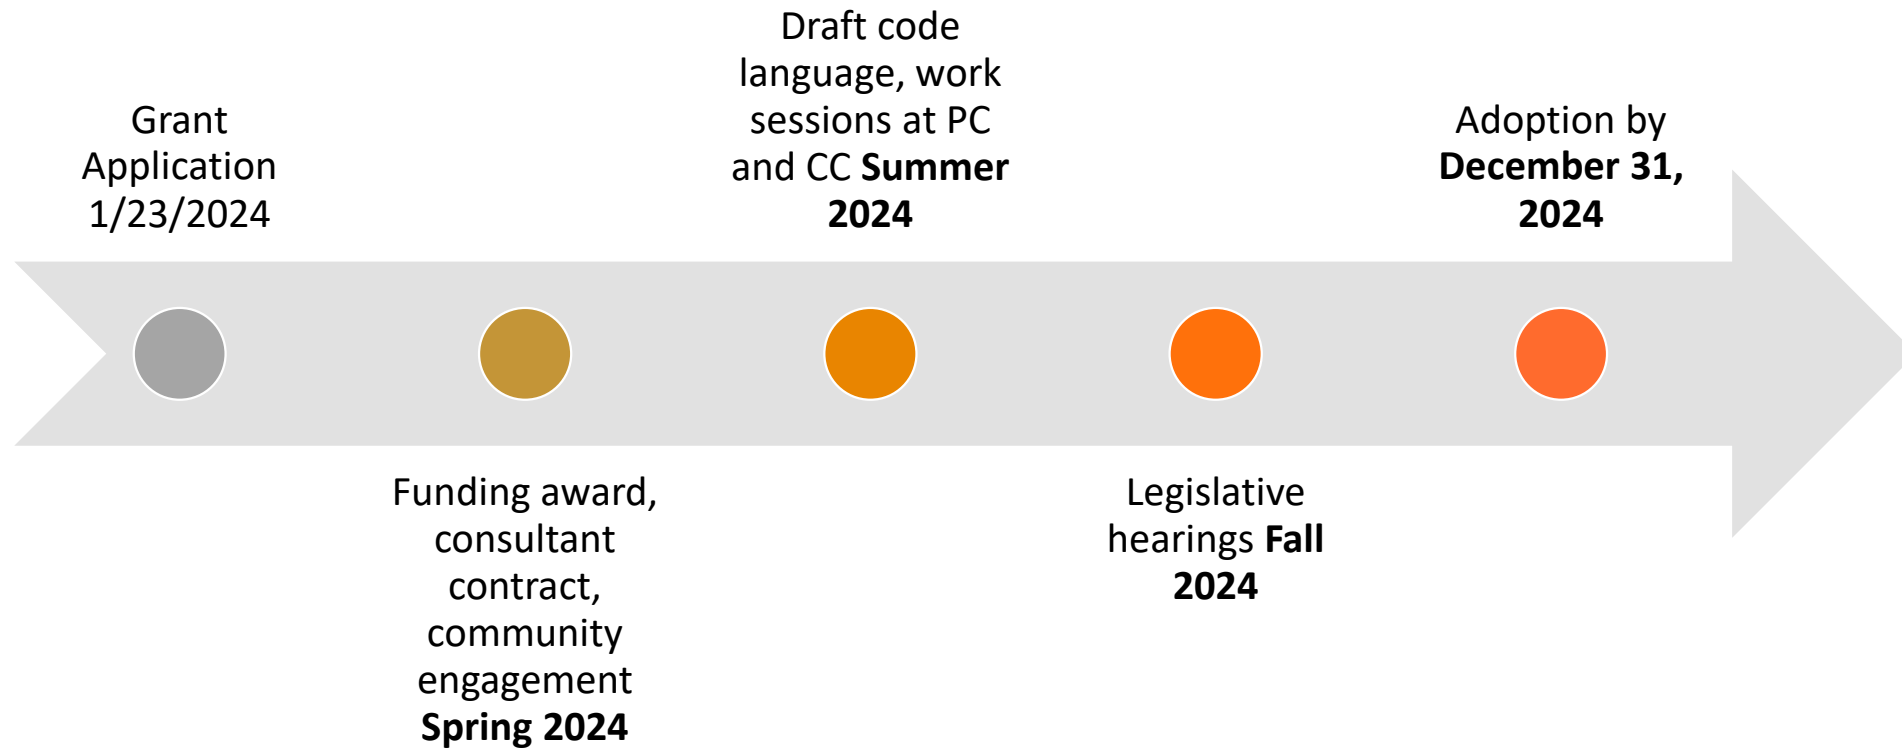 Grant
Application
1/23/2024
Funding award,
consultant
contract,
community
engagement
Spring 2024
Draft code
language, work
sessions at PC
and CC Summer
2024
Legislative
hearings Fall
2024
Adoption by
December 31,
2024